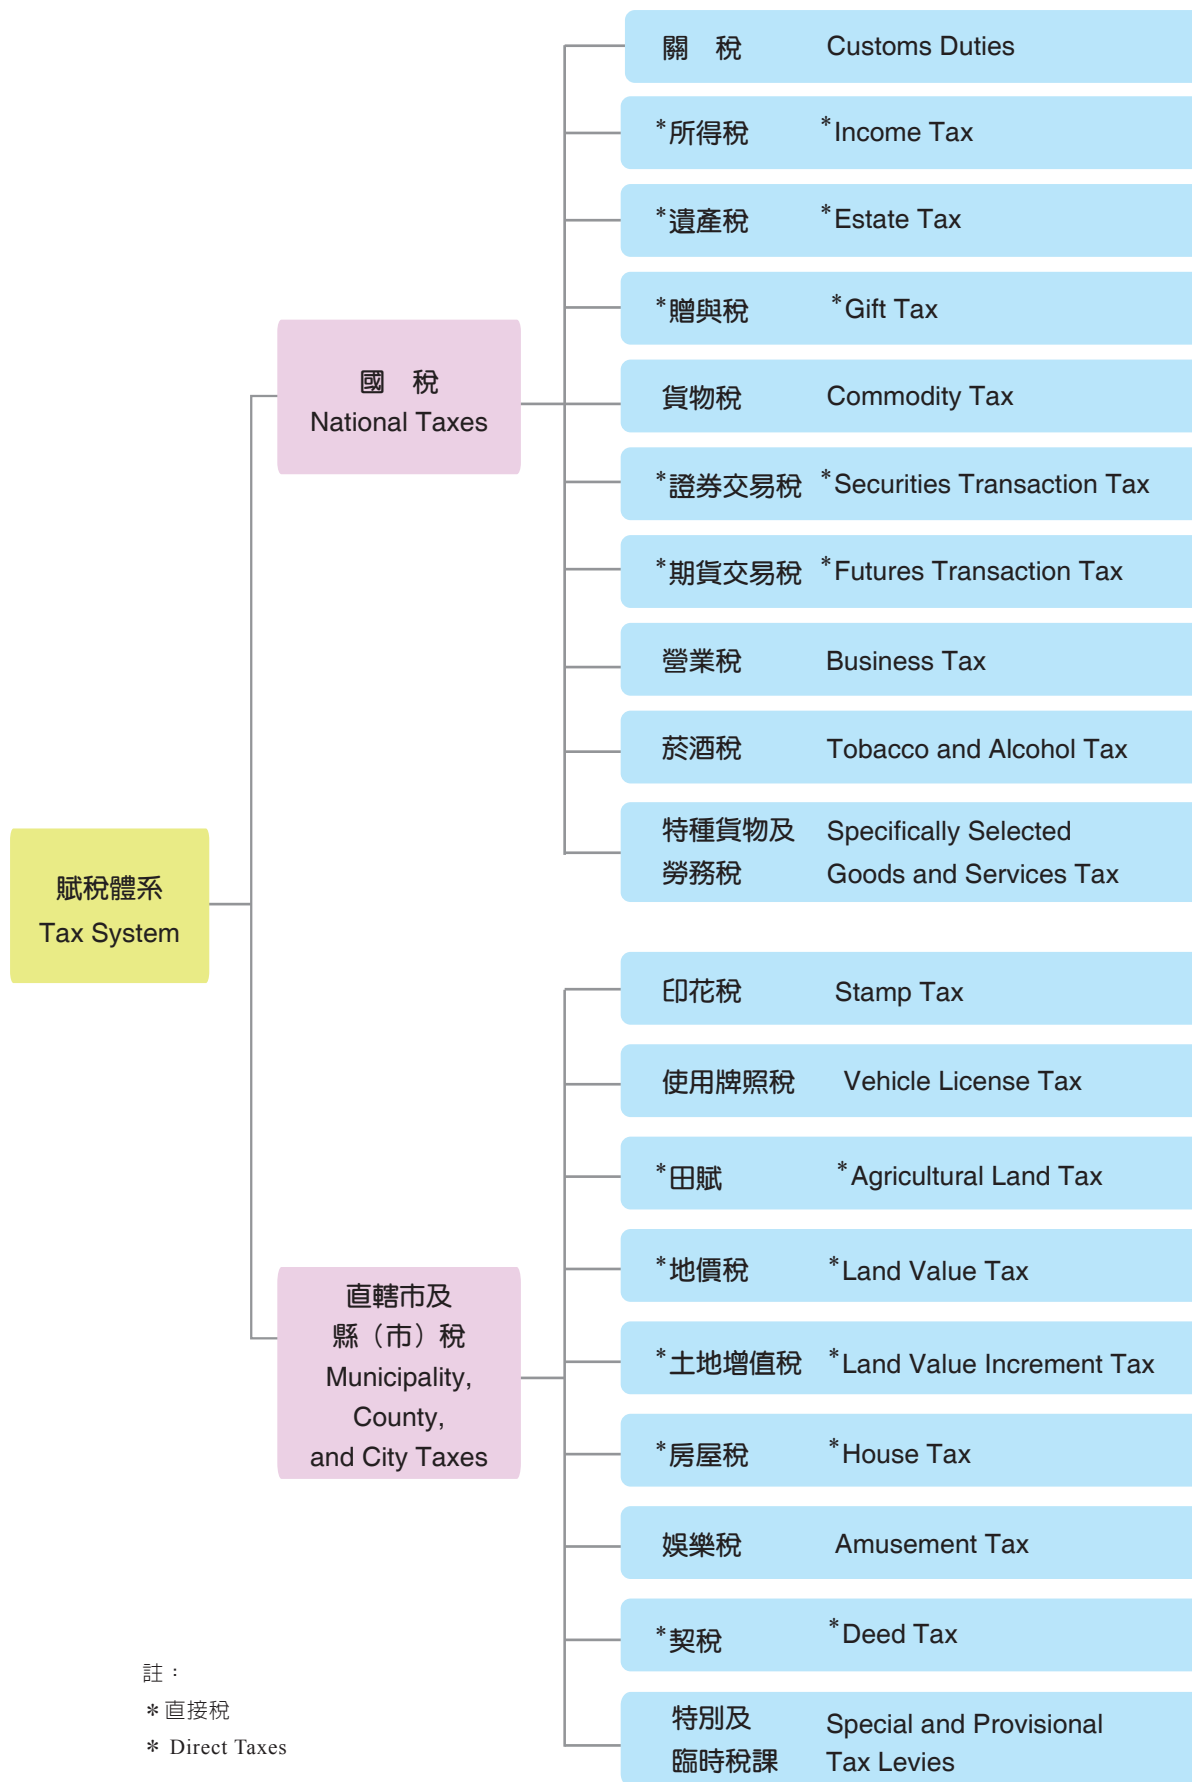 賦稅體系
Tax System
國　稅
National Taxes
關　稅 Customs Duties
*所得稅 *Income Tax
*遺產稅 *Estate Tax
*贈與稅 *Gift Tax
貨物稅 Commodity Tax
*證券交易稅 *Securities Transaction Tax
*期貨交易稅 *Futures Transaction Tax
營業稅 Business Tax
菸酒稅 Tobacco and Alcohol Tax
特種貨物及 Specifically Selected
勞務稅 Goods and Services Tax
直轄市及
縣（市）稅
Municipality,
County,
and City Taxes
印花稅 Stamp Tax
使用牌照稅 Vehicle License Tax
*田賦 *Agricultural Land Tax
*地價稅 *Land Value Tax
*土地增值稅 *Land Value Increment Tax
*房屋稅 *House Tax
娛樂稅 Amusement Tax
*契稅 *Deed Tax
特別及 Special and Provisional
臨時稅課 Tax Levies
註：
* 直接稅
* Direct Taxes